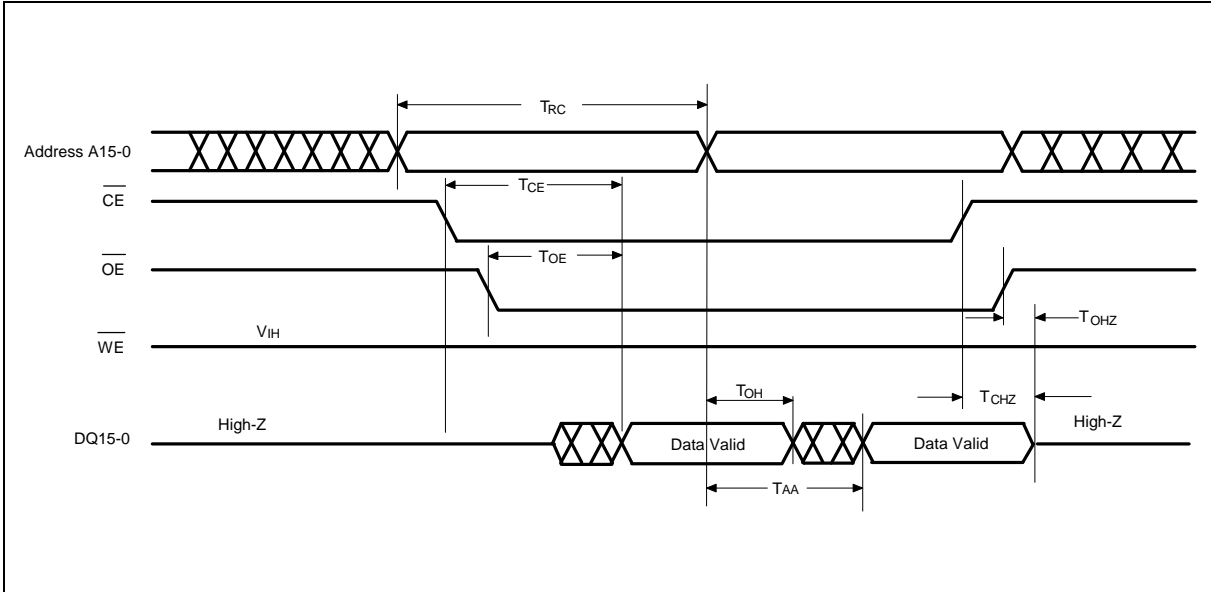 TRC
Address A15-0
TCE
CE
TOE
OE
TOHZ
VIH
WE
TOH
TCHZ
High-Z
High-Z
DQ15-0
Data Valid
Data Valid
TAA